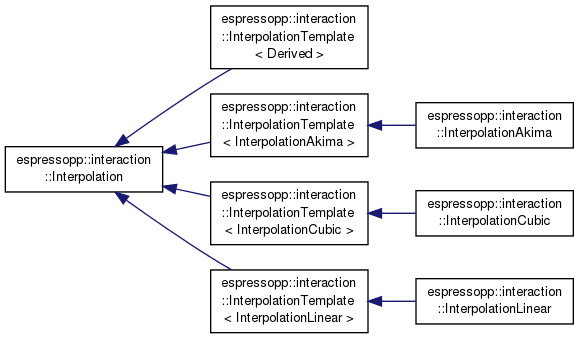 espressopp::interaction
::InterpolationTemplate
< Derived >
espressopp::interaction
::InterpolationTemplate
< InterpolationAkima >
espressopp::interaction
::InterpolationAkima
espressopp::interaction
::Interpolation
espressopp::interaction
::InterpolationTemplate
< InterpolationCubic >
espressopp::interaction
::InterpolationCubic
espressopp::interaction
::InterpolationTemplate
< InterpolationLinear >
espressopp::interaction
::InterpolationLinear